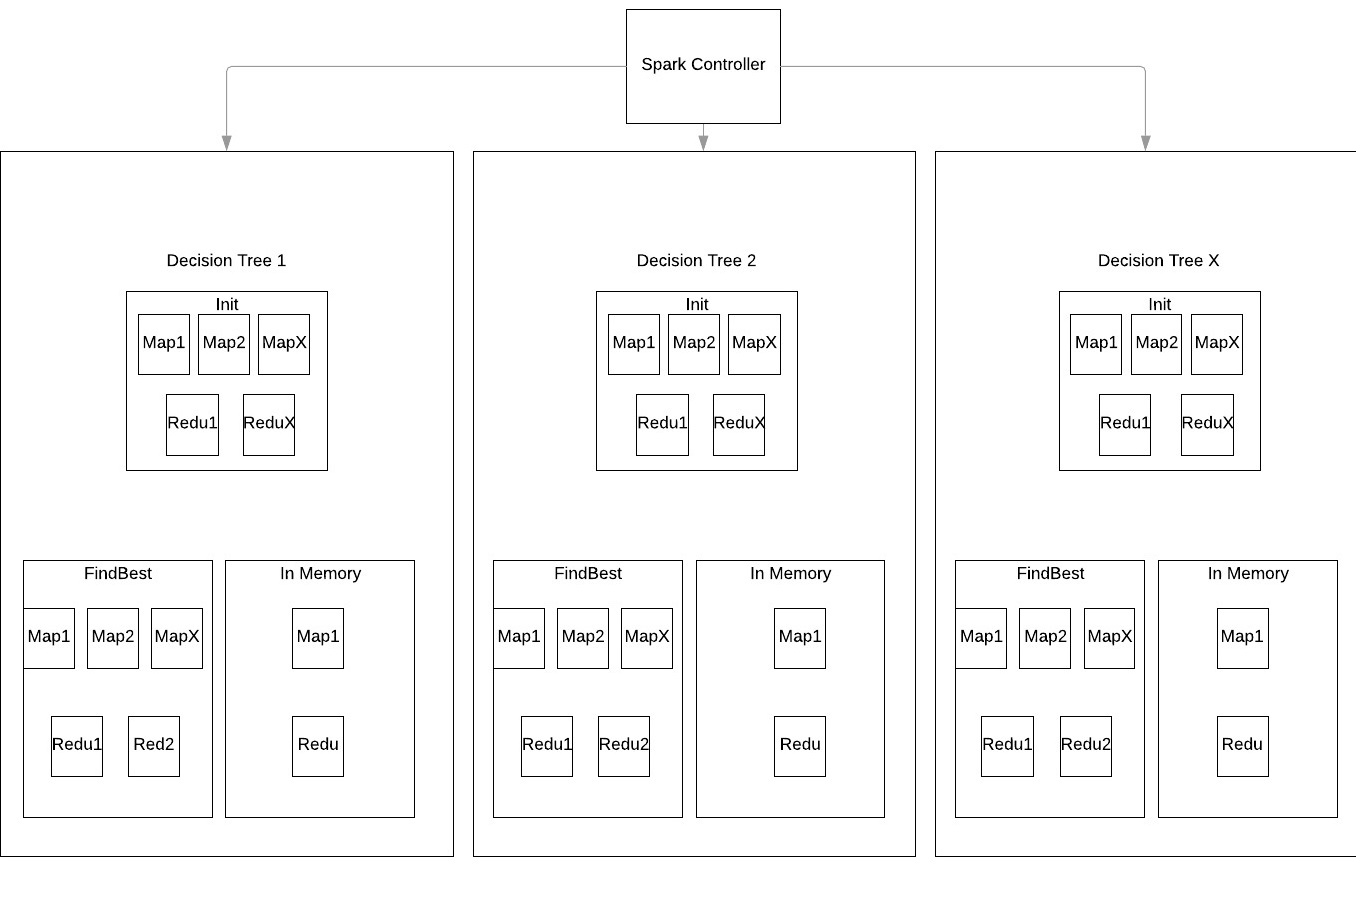 Spark Controller
Decision Tree 1
Init
Map1 Map2 MapX
Redu1 ReduX
FindBest
Map1 Map2 MapX
Redu1 Red2
In Memory
Map1
Redu
Decision Tree 2
Init
Map1 Map2 MapX
Redu1 ReduX
FindBest
Map1 Map2 MapX
Redu1 Redu2
In Memory
Map1
Redu
Decision Tree X
Init
Map1 Map2 MapX
Redu1 ReduX
FindBest
Map1 Map2 MapX
Redu1 Redu2
In Memory
Map1
Redu